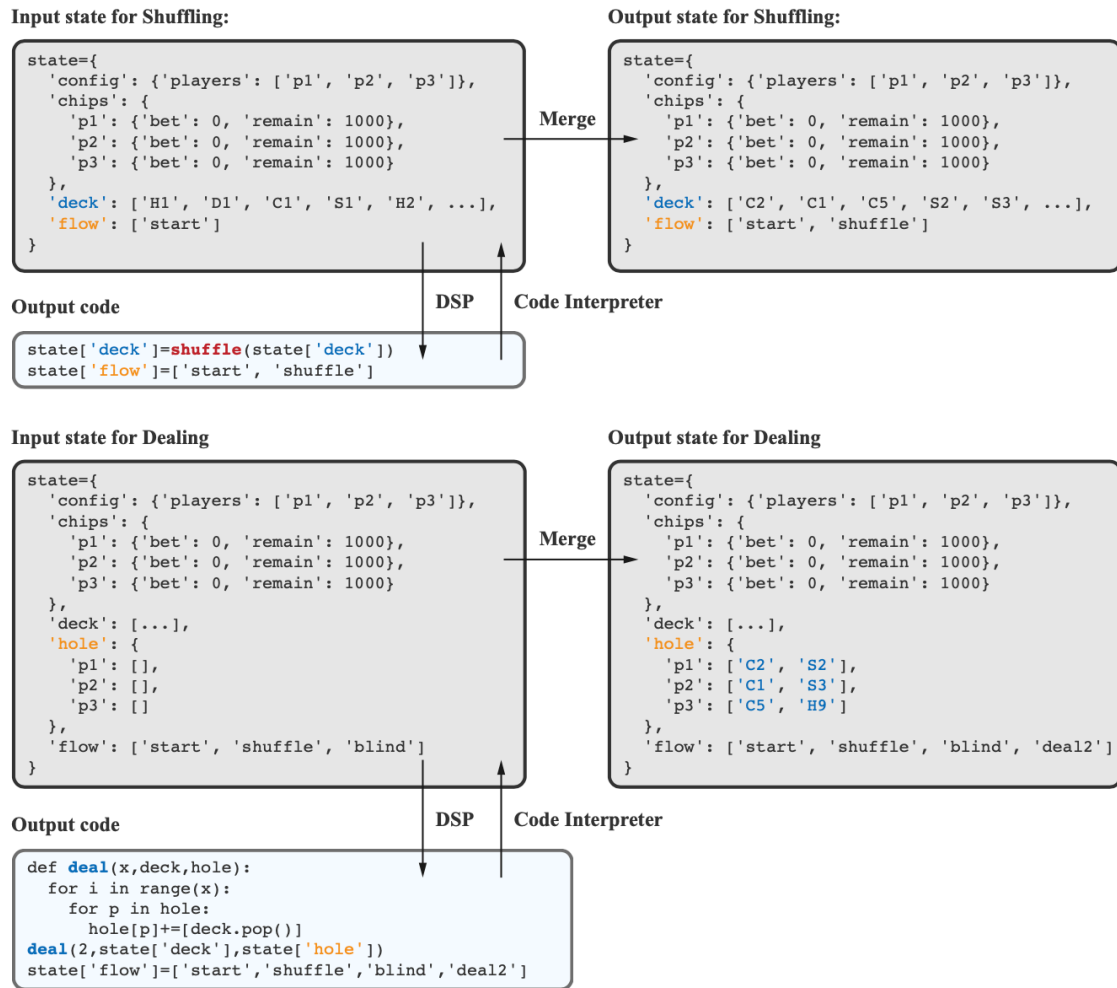 Input state for Shuffling:
state={
  'config': {'players': ['p1', 'p2', 'p3']},
  'chips': {
    'p1': {'bet': 0, 'remain': 1000},
    'p2': {'bet': 0, 'remain': 1000},
    'p3': {'bet': 0, 'remain': 1000}
  },
  'deck': ['H1', 'D1', 'C1', 'S1', 'H2', ...],
  'flow': ['start']
}
Merge
Output state for Shuffling:
state={
  'config': {'players': ['p1', 'p2', 'p3']},
  'chips': {
    'p1': {'bet': 0, 'remain': 1000},
    'p2': {'bet': 0, 'remain': 1000},
    'p3': {'bet': 0, 'remain': 1000}
  },
  'deck': ['C2', 'C1', 'C5', 'S2', 'S3', ...],
  'flow': ['start', 'shuffle']
}
DSP
Code Interpreter
Output code
state['deck']=shuffle(state['deck'])
state['flow']=['start', 'shuffle']
Input state for Dealing
state={
  'config': {'players': ['p1', 'p2', 'p3']},
  'chips': {
    'p1': {'bet': 0, 'remain': 1000},
    'p2': {'bet': 0, 'remain': 1000},
    'p3': {'bet': 0, 'remain': 1000}
  },
  'deck': [...],
  'hole': {
    'p1': [],
    'p2': [],
    'p3': []
  },
  'flow': ['start', 'shuffle', 'blind']
}
Merge
Output state for Dealing
state={
  'config': {'players': ['p1', 'p2', 'p3']},
  'chips': {
    'p1': {'bet': 0, 'remain': 1000},
    'p2': {'bet': 0, 'remain': 1000},
    'p3': {'bet': 0, 'remain': 1000}
  },
  'deck': [...],
  'hole': {
    'p1': ['C2', 'S2'],
    'p2': ['C1', 'S3'],
    'p3': ['C5', 'H9']
  },
  'flow': ['start', 'shuffle', 'blind', 'deal2']
}
DSP
Code Interpreter
Output code
def deal(x,deck,hole):
  for i in range(x):
    for p in hole:
      hole[p]+=[deck.pop()]
deal(2,state['deck'],state['hole'])
state['flow']=['start','shuffle','blind','deal2']